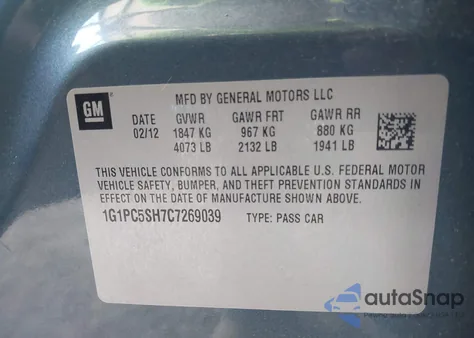 GM
MFD BY GENERAL MOTORS LLC
DATE GVWR GAWR FRT GAWR RR
02/12 1847 KG 967 KG 880 KG
4073 LB 2132 LB 1941 LB
THIS VEHICLE CONFORMS TO ALL APPLICABLE U.S. FEDERAL MOTOR
VEHICLE SAFETY, BUMPER, AND THEFT PREVENTION STANDARDS IN
EFFECT ON THE DATE OF MANUFACTURE SHOWN ABOVE.
1G1PC5SH7C7269039 TYPE: PASS CAR
autoSnap